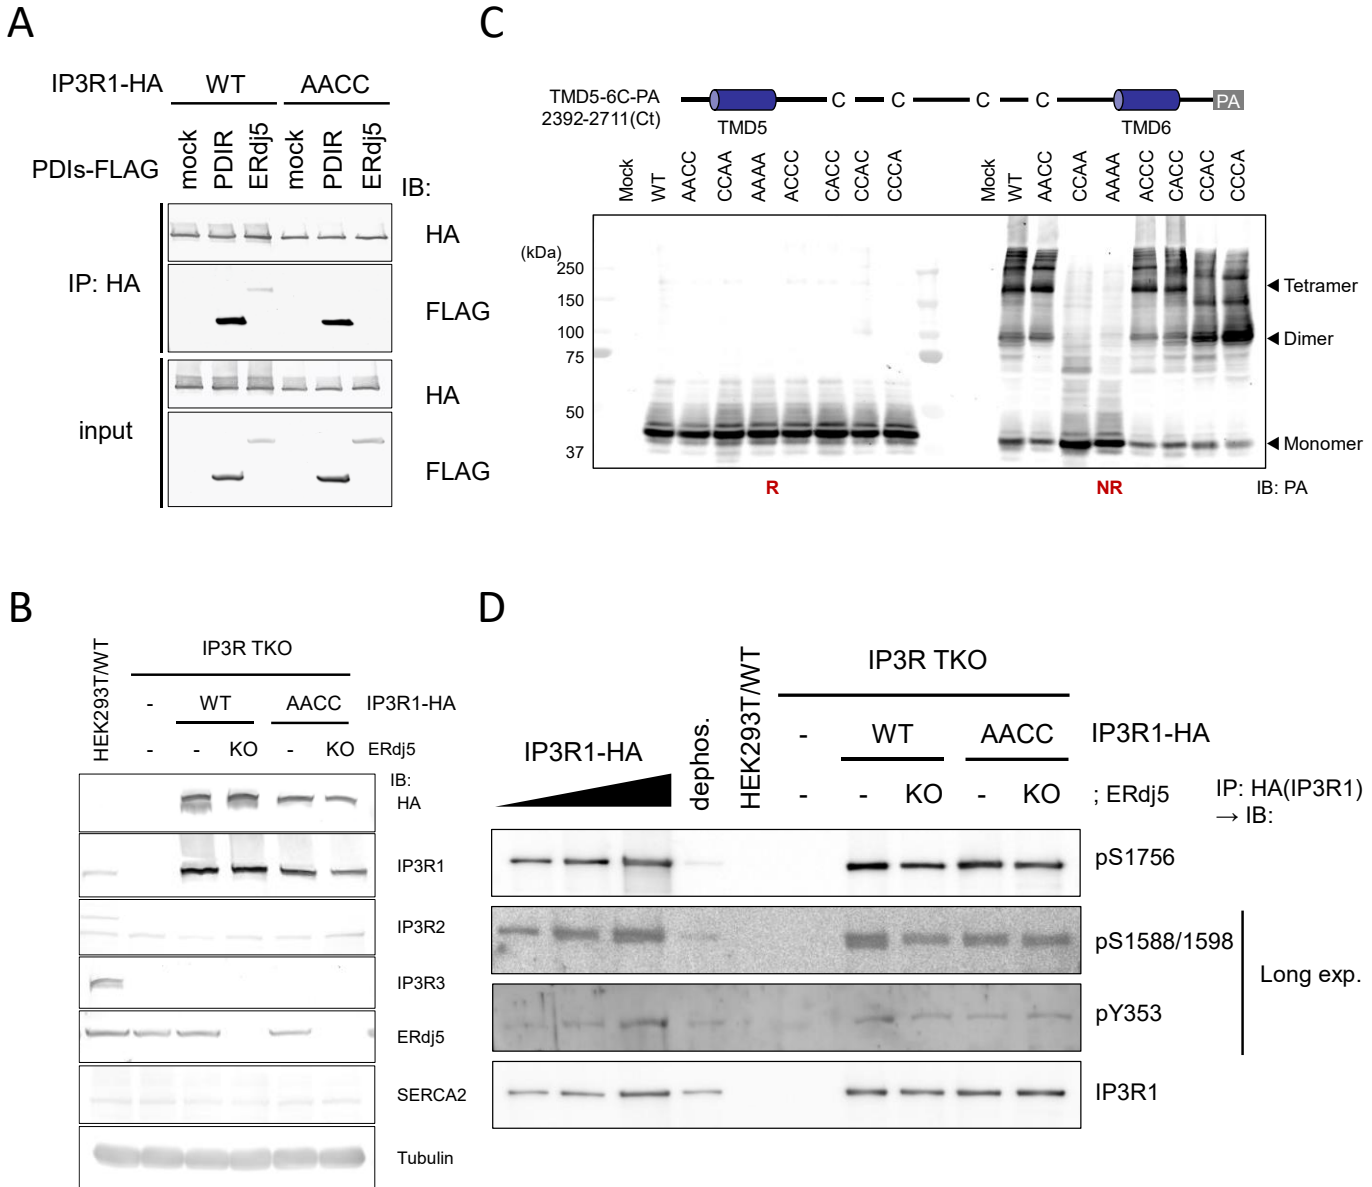 A
IP3R1-HA WT AACC
PDIs-FLAG mock PDIR ERdj5 mock PDIR ERdj5 IB:
IP: HA HA
FLAG
input HA
FLAG
C
TMD5-6C-PA
2392-2711(Ct)
C C C C PA
TMD5 TMD6
Mock WT AACC CCAA AAAA ACCC CACC CCAC CCCA Mock WT AACC CCAA AAAA ACCC CACC CCAC CCCA
(kDa)
250
150
100
75
50
37
Tetramer
Dimer
Monomer
R NR IB: PA
B
HEK293T/WT
IP3R TKO
- WT AACC IP3R1-HA
- - KO - KO ERdj5
IB:
HA
IP3R1
IP3R2
IP3R3
ERdj5
SERCA2
Tubulin
D
IP3R1-HA dephos. HEK293T/WT
IP3R TKO
- WT AACC IP3R1-HA
- - KO - KO ; ERdj5
IP: HA(IP3R1)
→ IB:
pS1756
pS1588/1598
pY353
Long exp.
IP3R1